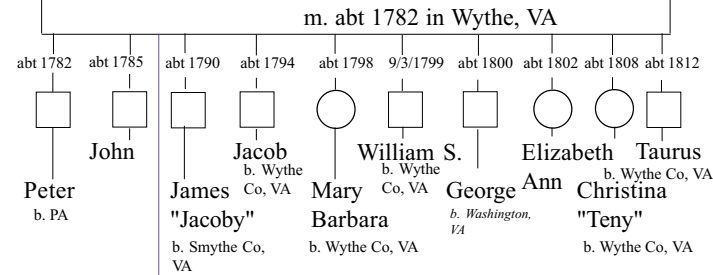 m. abt 1782 in Wythe, VA
abt 1782
abt 1785
abt 1790
abt 1794
abt 1798
9/3/1799
abt 1800
abt 1802
abt 1808
abt 1812
Peter
b. PA
John
James
"Jacoby"
b. Smythe Co,
VA
Jacob
b. Wythe
Co, VA
Mary
Barbara
b. Wythe Co, VA
William S.
b. Wythe
Co, VA
George
b. Washington,
VA
Elizabeth
Ann
Christina
"Teny"
b. Wythe Co, VA
Taurus
b. Wythe Co, VA